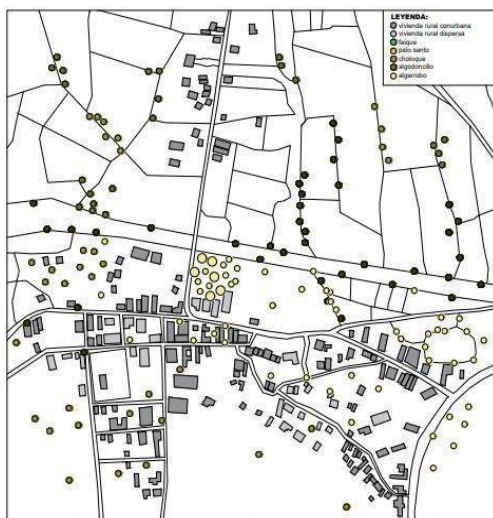 LEYENDA:
vivienda rural conurbana
vivienda rural dispersa
faique
palo santo
choloque
algodoncillo
algarrobo